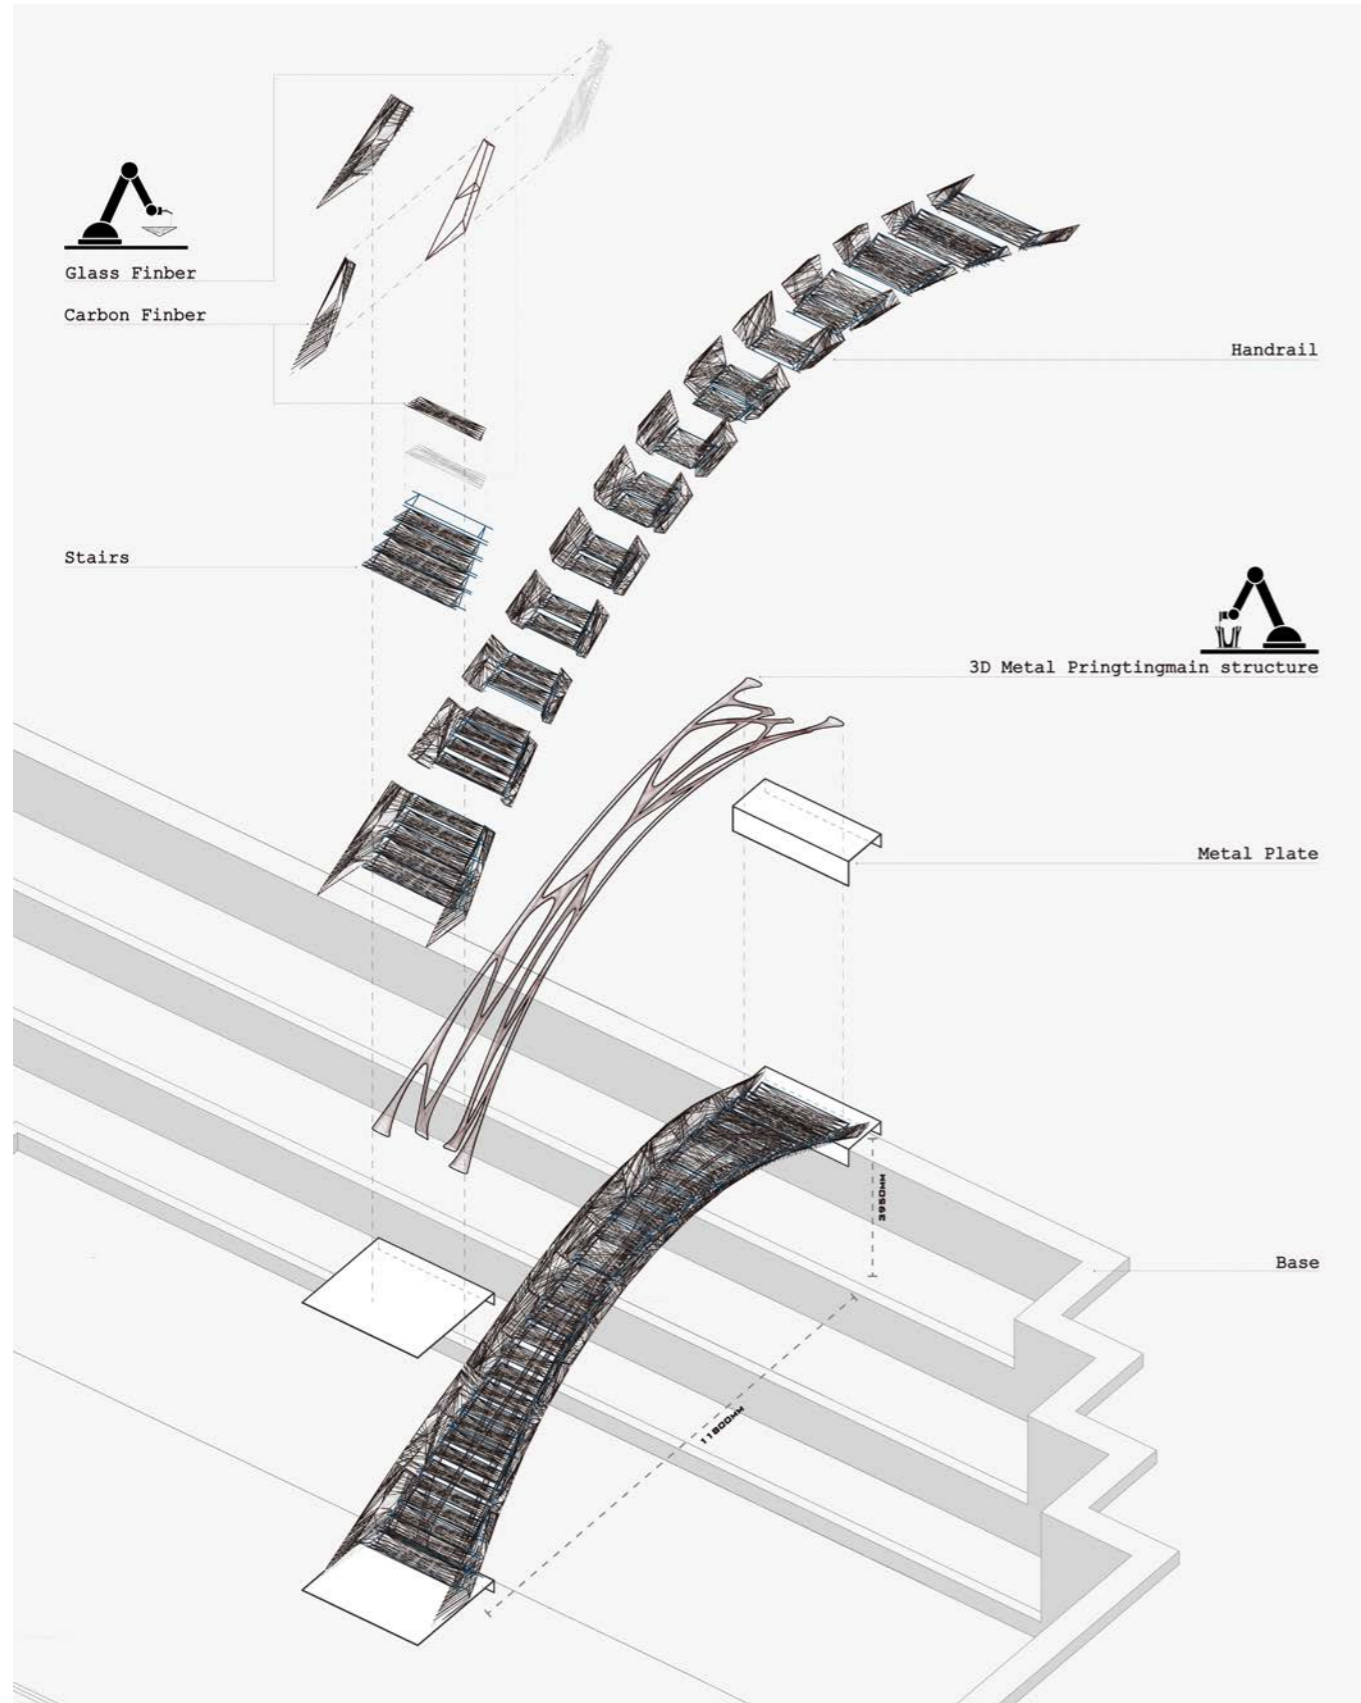 Glass Finber
Carbon Finber
Handrail
Stairs
3D Metal Pringtingmain structure
Metal Plate
3950MM
Base
11800MM